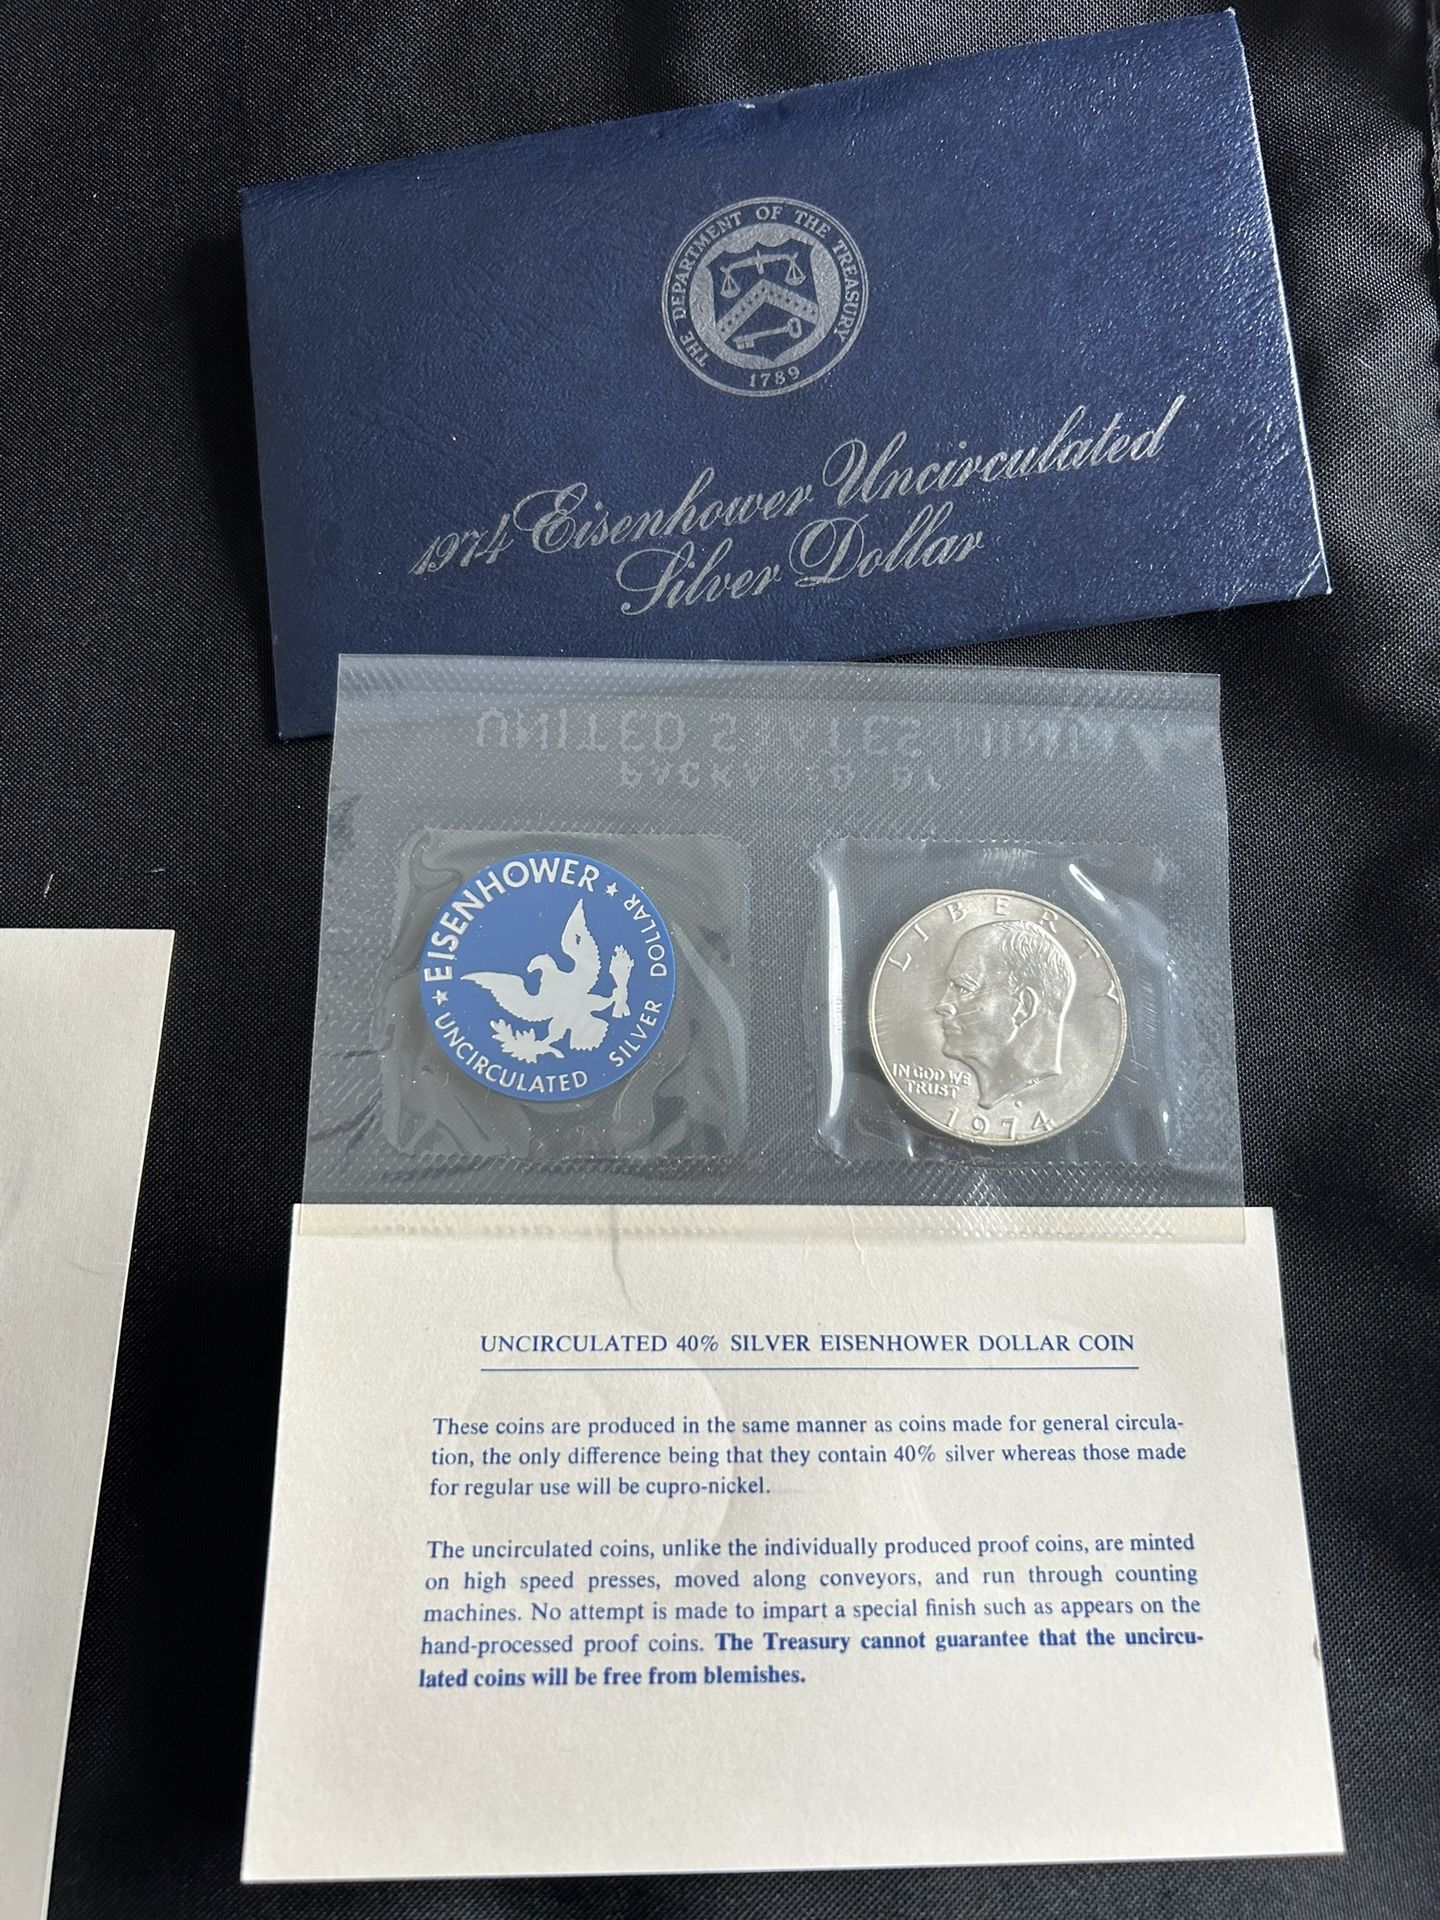 THE DEPARTMENT OF THE TREASURY
1789
1974 Eisenhower Uncirculated
Silver Dollar
UNITED STATES MINT
PACKAGED BY
★ EISENHOWER ★
UNCIRCULATED SILVER DOLLAR
LIBERTY
IN GOD WE
TRUST
1974
UNCIRCULATED 40% SILVER EISENHOWER DOLLAR COIN
These coins are produced in the same manner as coins made for general circula-
tion, the only difference being that they contain 40% silver whereas those made
for regular use will be cupro-nickel.
The uncirculated coins, unlike the individually produced proof coins, are minted
on high speed presses, moved along conveyors, and run through counting
machines. No attempt is made to impart a special finish such as appears on the
hand-processed proof coins. The Treasury cannot guarantee that the uncircu-
lated coins will be free from blemishes.